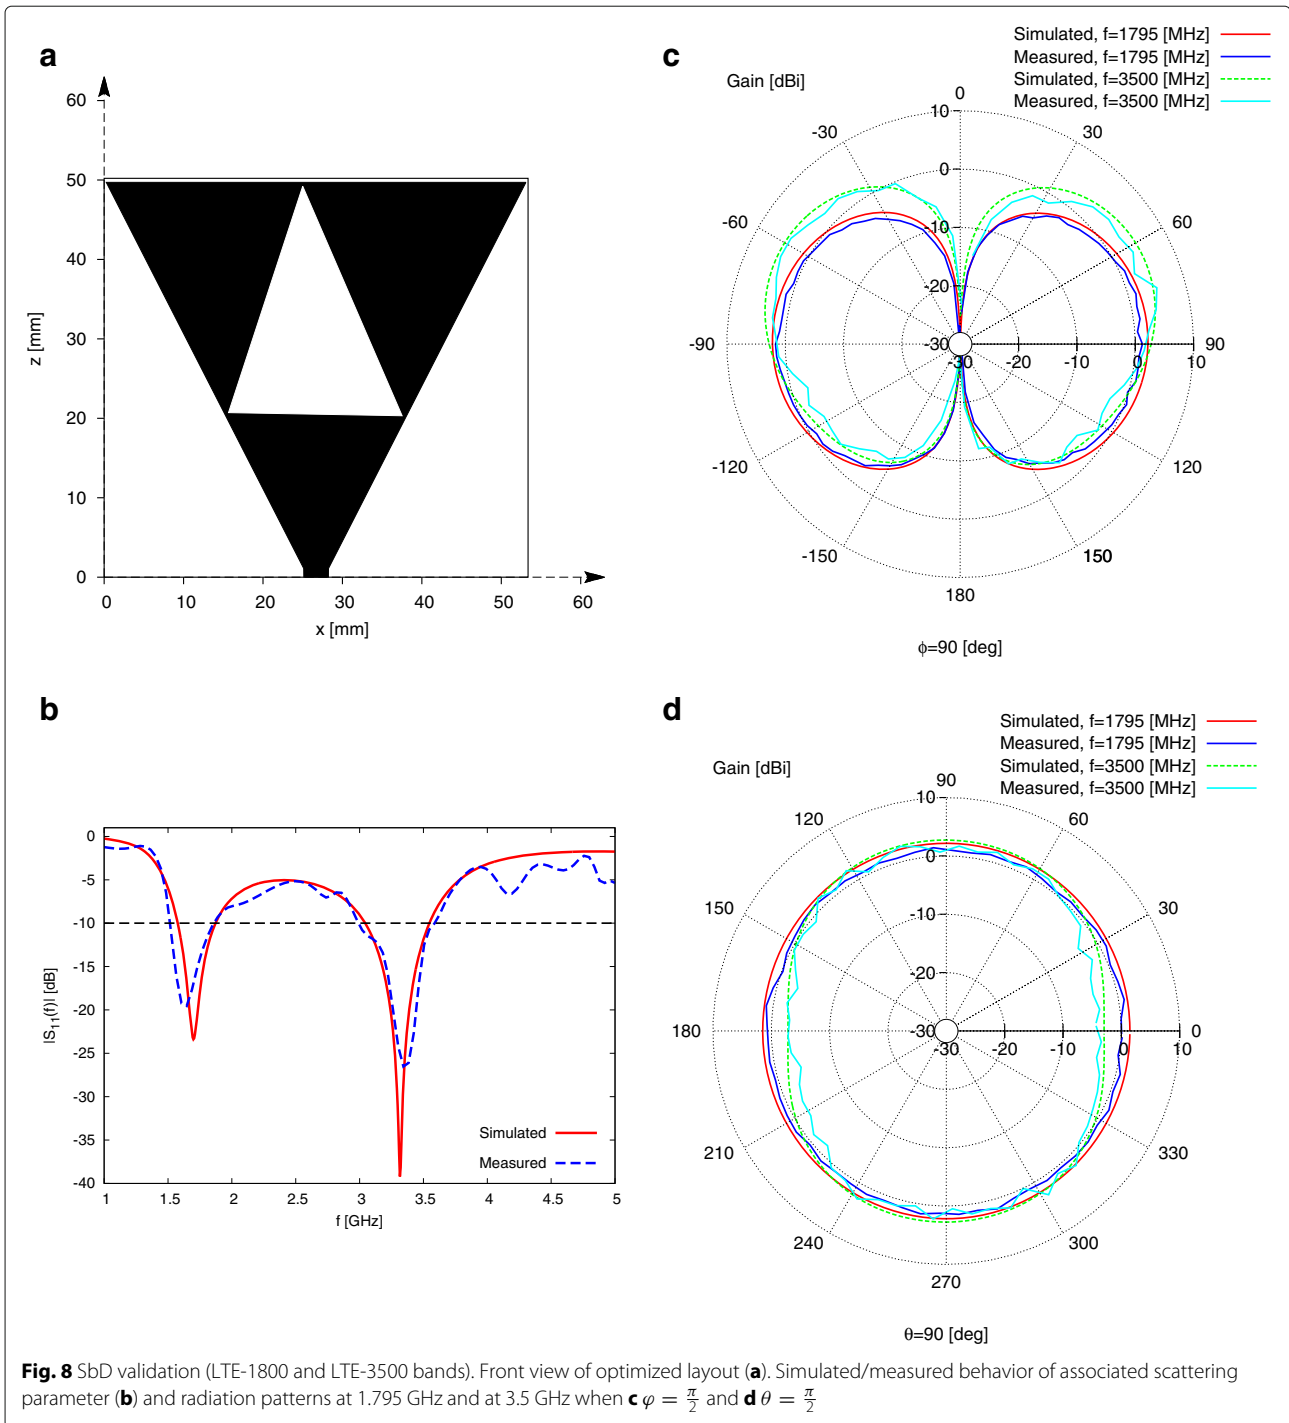 a
60
50
40
30
20
10
0
z [mm]
0 10 20 30 40 50 60
x [mm]
c
Simulated, f=1795 [MHz]
Measured, f=1795 [MHz]
Simulated, f=3500 [MHz]
Measured, f=3500 [MHz]
Gain [dBi]
0
10
-30 30
0
-60 60
-10
-20
-90 -30 -30 -20 -10 0 10 90
-120 120
-150 150
180
ϕ=90 [deg]
b
0
-5
-10
-15
-20
-25
-30
-35
-40
|S11(f)| [dB]
Simulated
Measured
1 1.5 2 2.5 3 3.5 4 4.5 5
f [GHz]
d
Simulated, f=1795 [MHz]
Measured, f=1795 [MHz]
Simulated, f=3500 [MHz]
Measured, f=3500 [MHz]
Gain [dBi]
90
10
120 60
0
150 30
-10
-20
180 -30 -30 -20 -10 0 10 0
210 330
240 300
270
θ=90 [deg]
Fig. 8 SbD validation (LTE-1800 and LTE-3500 bands). Front view of optimized layout (a). Simulated/measured behavior of associated scattering
parameter (b) and radiation patterns at 1.795 GHz and at 3.5 GHz when c φ = π/2 and d θ = π/2